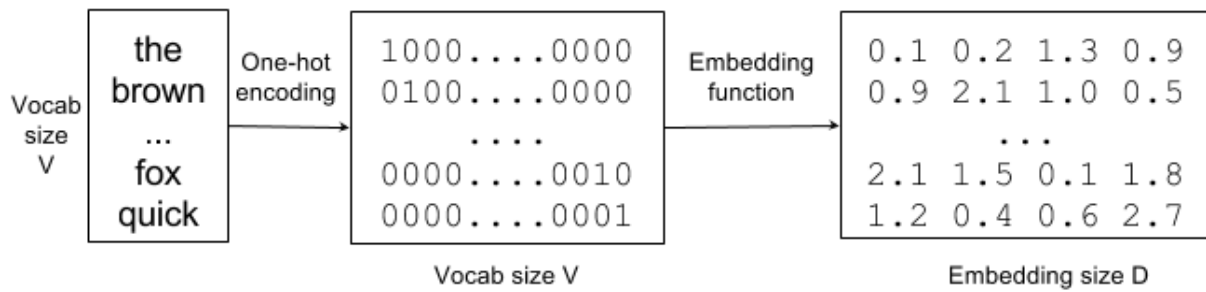 Vocab
size
V
the
brown
...
fox
quick
One-hot
encoding
1000....0000
0100....0000
....
0000....0010
0000....0001
Vocab size V
Embedding
function
0.1 0.2 1.3 0.9
0.9 2.1 1.0 0.5
...
2.1 1.5 0.1 1.8
1.2 0.4 0.6 2.7
Embedding size D